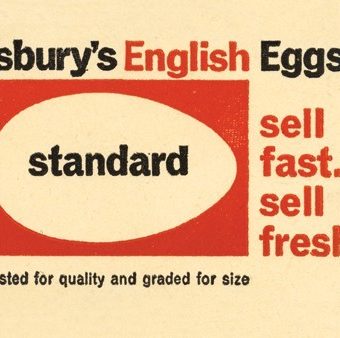 sbury's English Eggs
standard
sell
fast.
sell
fresh
sted for quality and graded for size